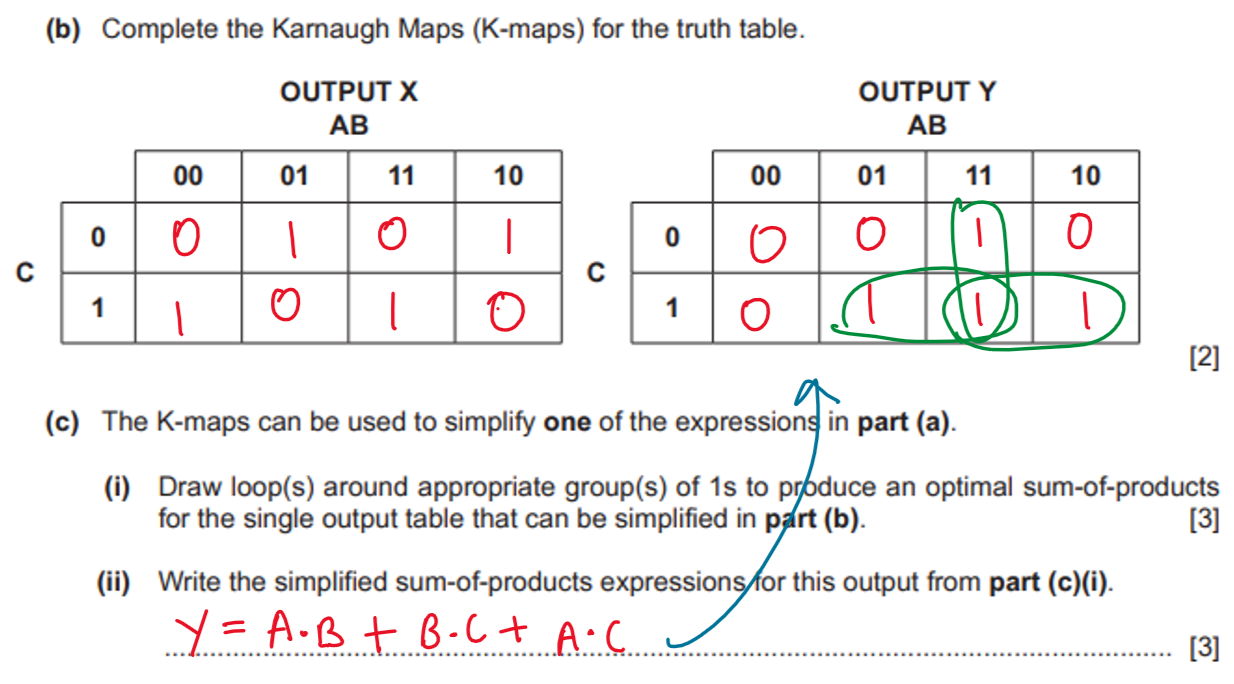 (b) Complete the Karnaugh Maps (K-maps) for the truth table.
OUTPUT X
AB
00 01 11 10
0 0 1 0 1
C
1 1 0 1 0
OUTPUT Y
AB
00 01 11 10
0 0 0 1 0
C
1 0 1 1 1
[2]
(c) The K-maps can be used to simplify one of the expressions in part (a).
(i) Draw loop(s) around appropriate group(s) of 1s to produce an optimal sum-of-products
for the single output table that can be simplified in part (b). [3]
(ii) Write the simplified sum-of-products expressions for this output from part (c)(i).
Y = A.B + B.C + A.C
[3]